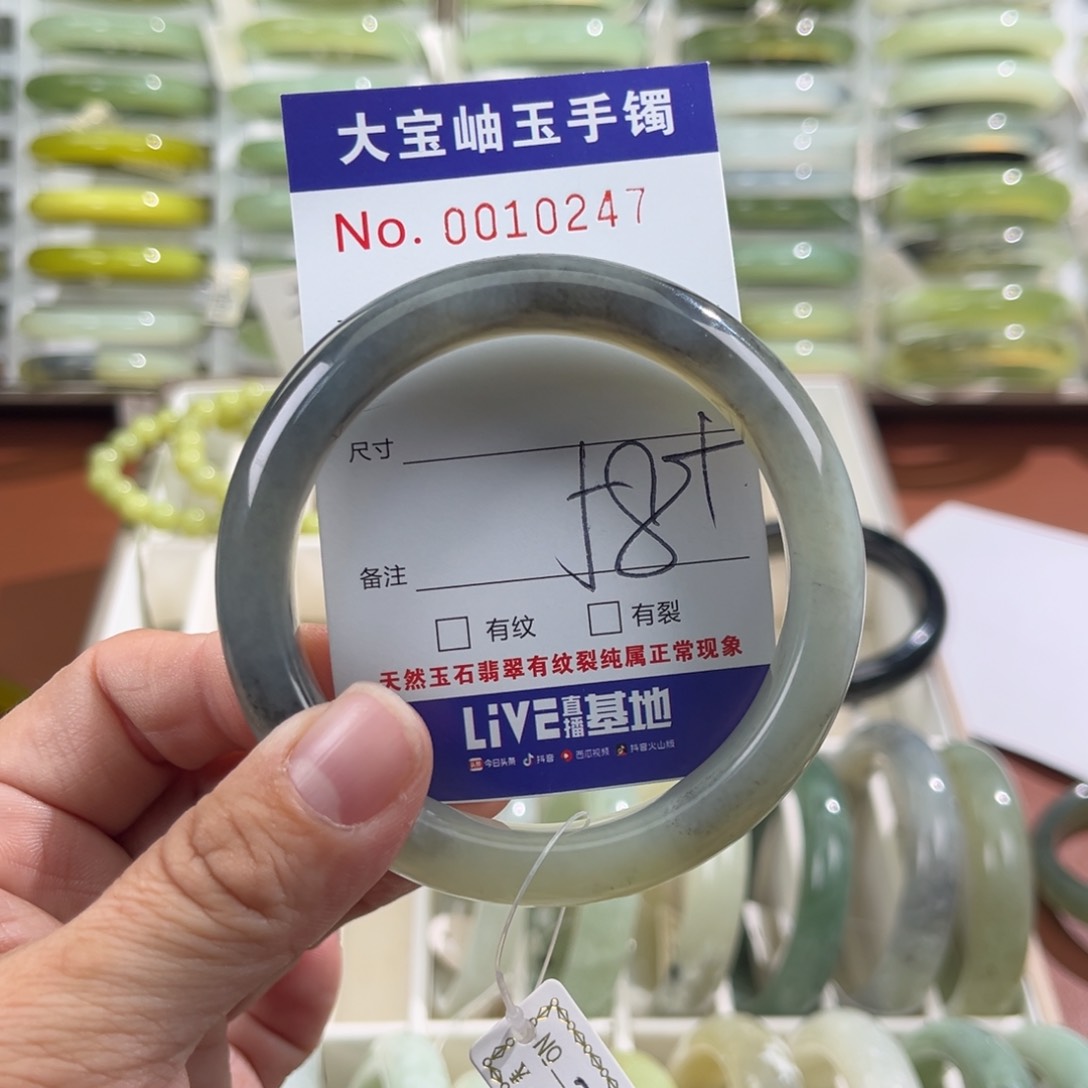 大宝岫玉手镯
No. 0010247
尺寸
58+
备注
有纹 有裂
天然玉石翡翠有纹裂纯属正常现象
LiVE直播基地
今日头条 抖音 西瓜视频 抖音火山版
NO